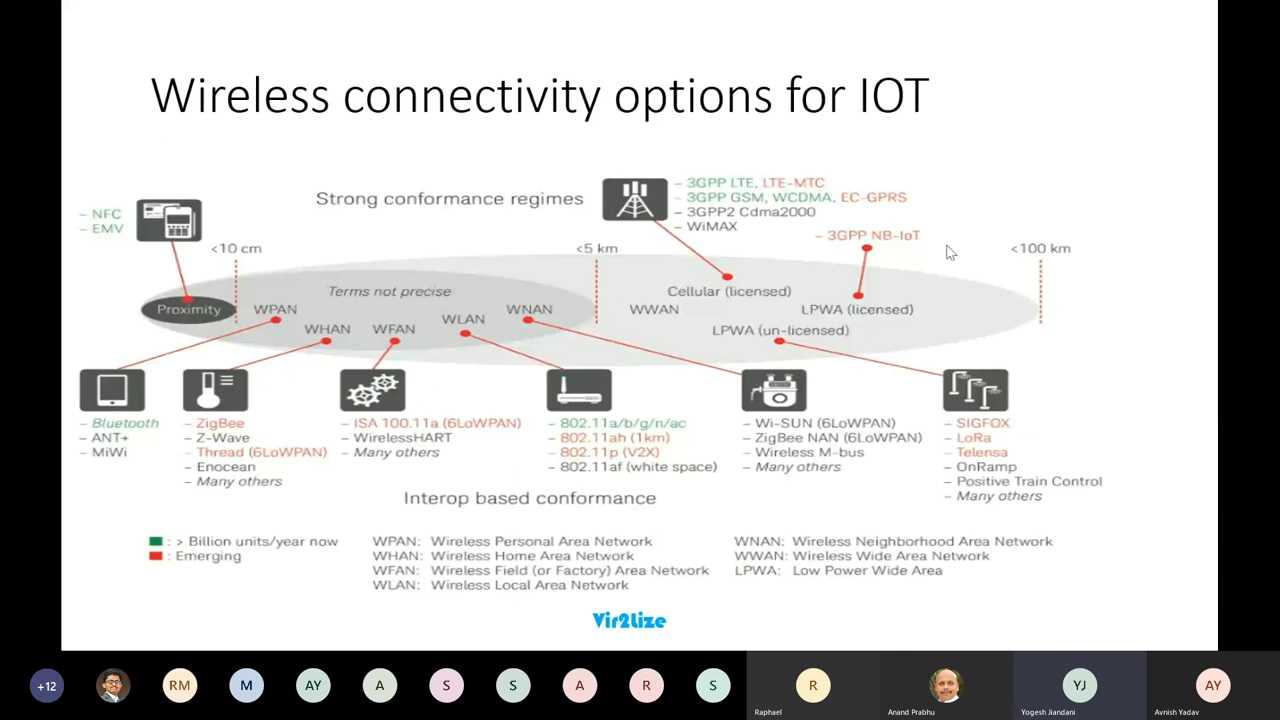 Wireless connectivity options for IOT
Strong conformance regimes
– NFC
– EMV
– 3GPP LTE, LTE-MTC
– 3GPP GSM, WCDMA, EC-GPRS
– 3GPP2 Cdma2000
– WiMAX
– 3GPP NB-IoT
<10 cm
<5 km
<100 km
Terms not precise
Proximity
WPAN
WHAN
WFAN
WLAN
WNAN
WWAN
Cellular (licensed)
LPWA (licensed)
LPWA (un-licensed)
– Bluetooth
– ANT+
– MiWi
– ZigBee
– Z-Wave
– Thread (6LoWPAN)
– Enocean
– Many others
– ISA 100.11a (6LoWPAN)
– WirelessHART
– Many others
– 802.11a/b/g/n/ac
– 802.11ah (1km)
– 802.11p (V2X)
– 802.11af (white space)
– Wi-SUN (6LoWPAN)
– ZigBee NAN (6LoWPAN)
– Wireless M-bus
– Many others
– SIGFOX
– LoRa
– Telensa
– OnRamp
– Positive Train Control
– Many others
Interop based conformance
: > Billion units/year now
: Emerging
WPAN: Wireless Personal Area Network
WHAN: Wireless Home Area Network
WFAN: Wireless Field (or Factory) Area Network
WLAN: Wireless Local Area Network
WNAN: Wireless Neighborhood Area Network
WWAN: Wireless Wide Area Network
LPWA: Low Power Wide Area
Vir2lize
+12
RM
M
AY
A
S
S
A
R
S
R
YJ
AY
Raphael
Anand Prabhu
Yogesh Jiandani
Avnish Yadav